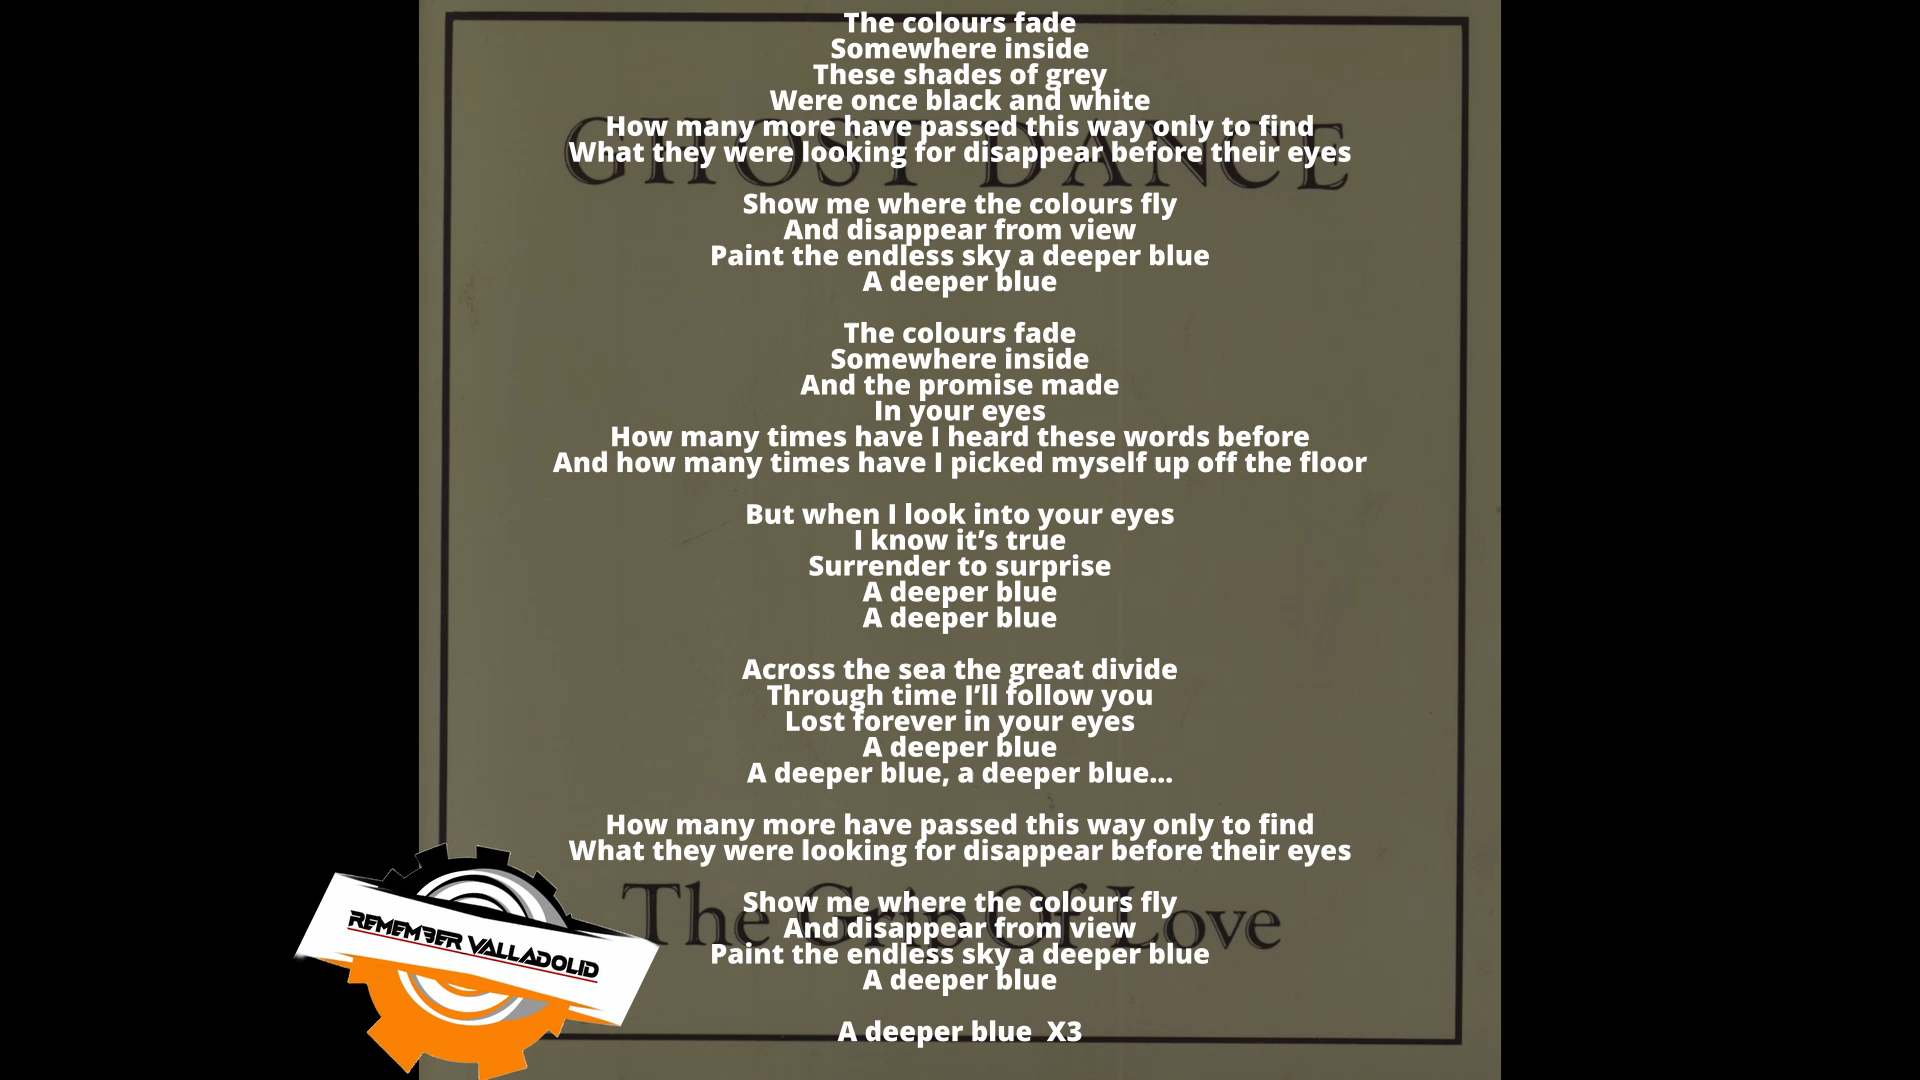 The colours fade
Somewhere inside
These shades of grey
Were once black and white
How many more have passed this way only to find
What they were looking for disappear before their eyes
GHOST DANCE
Show me where the colours fly
And disappear from view
Paint the endless sky a deeper blue
A deeper blue
The colours fade
Somewhere inside
And the promise made
In your eyes
How many times have I heard these words before
And how many times have I picked myself up off the floor
But when I look into your eyes
I know it’s true
Surrender to surprise
A deeper blue
A deeper blue
Across the sea the great divide
Through time I’ll follow you
Lost forever in your eyes
A deeper blue
A deeper blue, a deeper blue...
How many more have passed this way only to find
What they were looking for disappear before their eyes
The Grip Of Love
Show me where the colours fly
And disappear from view
Paint the endless sky a deeper blue
A deeper blue
A deeper blue  X3
REMEMBER VALLADOLID